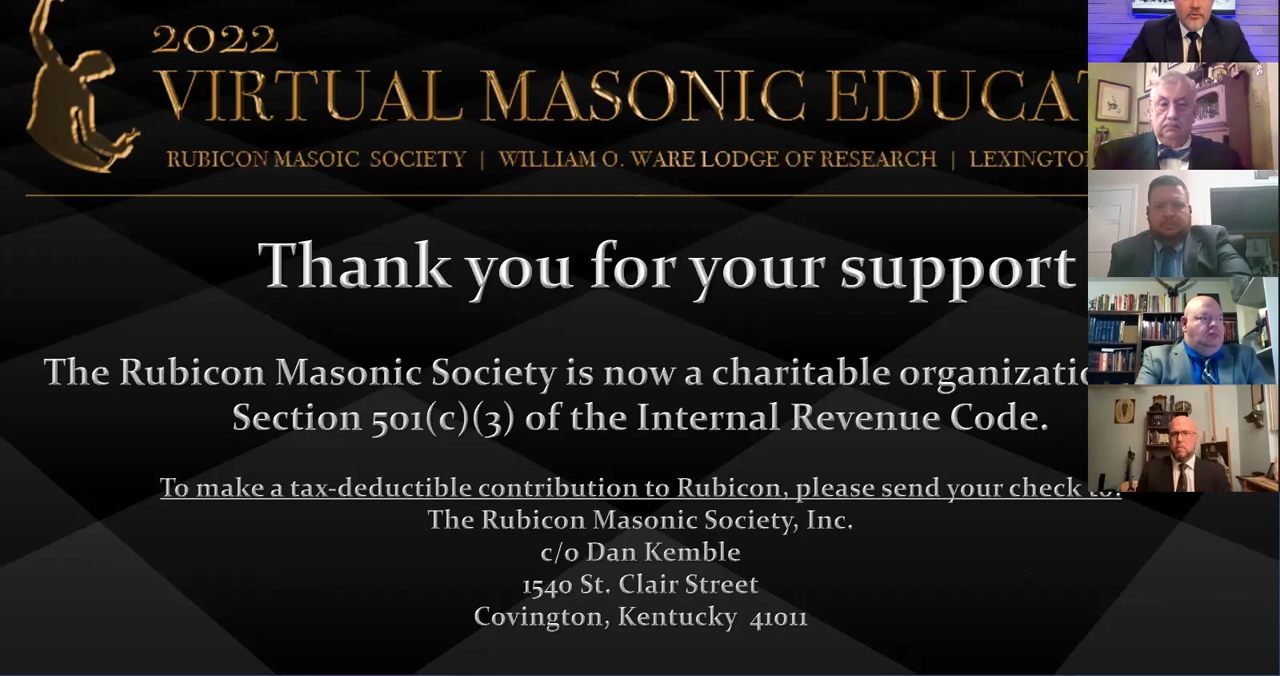 2022
VIRTUAL MASONIC EDUCAT
RUBICON MASOIC SOCIETY | WILLIAM O. WARE LODGE OF RESEARCH | LEXINGTON
Thank you for your support
The Rubicon Masonic Society is now a charitable organizatio
Section 501(c)(3) of the Internal Revenue Code.
To make a tax-deductible contribution to Rubicon, please send your check to:
The Rubicon Masonic Society, Inc.
c/o Dan Kemble
1540 St. Clair Street
Covington, Kentucky 41011